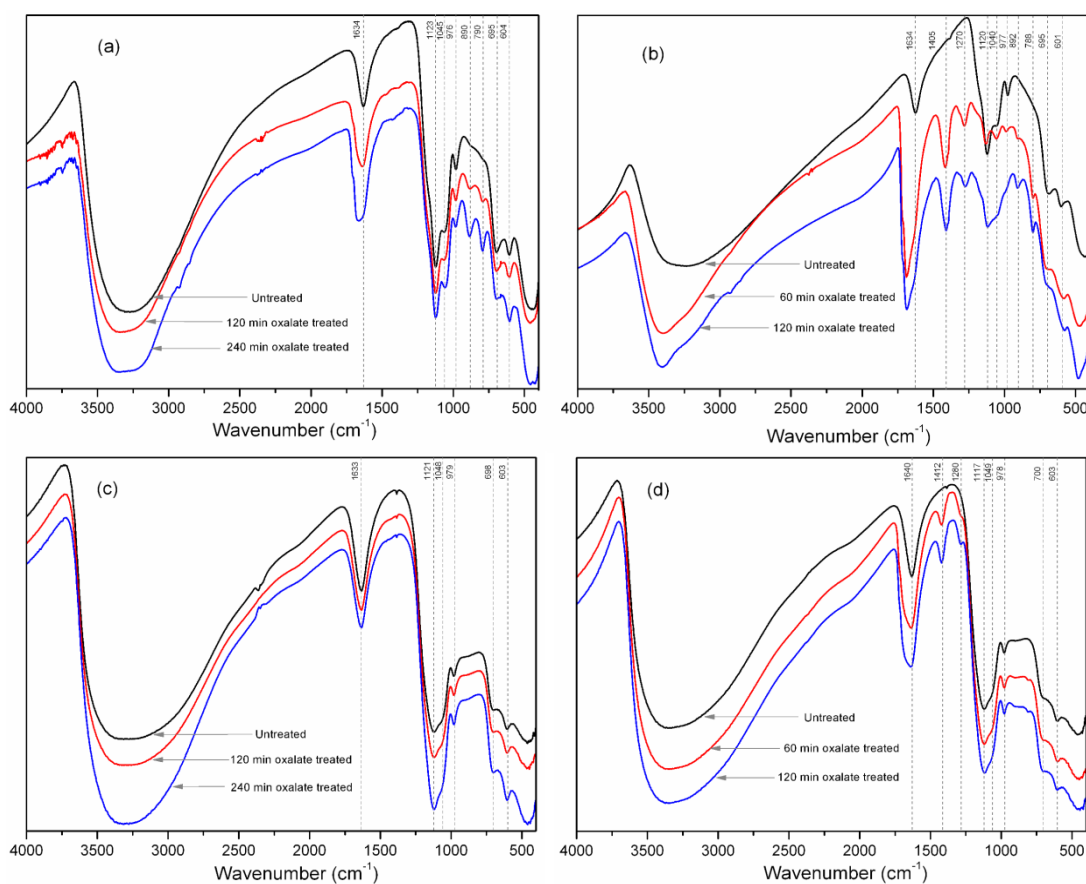 (a)
1634
1123
1045
976
890
790
695
604
Untreated
120 min oxalate treated
240 min oxalate treated
4000 3500 3000 2500 2000 1500 1000 500
Wavenumber (cm⁻¹)
(b)
1634
1405
1270
1120
1040
977
892
788
695
601
Untreated
60 min oxalate treated
120 min oxalate treated
4000 3500 3000 2500 2000 1500 1000 500
Wavenumber (cm⁻¹)
(c)
1633
1121
1048
979
698
603
Untreated
120 min oxalate treated
240 min oxalate treated
4000 3500 3000 2500 2000 1500 1000 500
Wavenumber (cm⁻¹)
(d)
1640
1412
1280
1117
1049
978
700
603
Untreated
60 min oxalate treated
120 min oxalate treated
4000 3500 3000 2500 2000 1500 1000 500
Wavenumber (cm⁻¹)